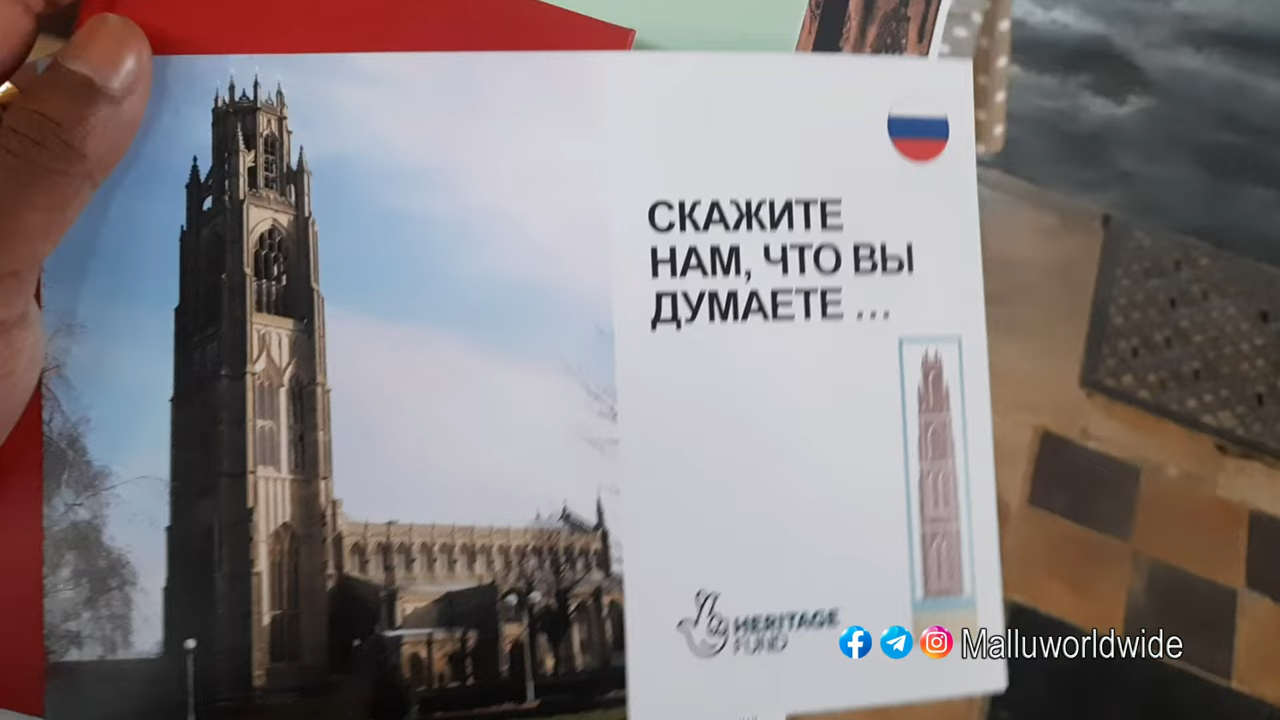 СКАЖИТЕ
НАМ, ЧТО ВЫ
ДУМАЕТЕ ...
HERITAGE
FUND
Malluworldwide